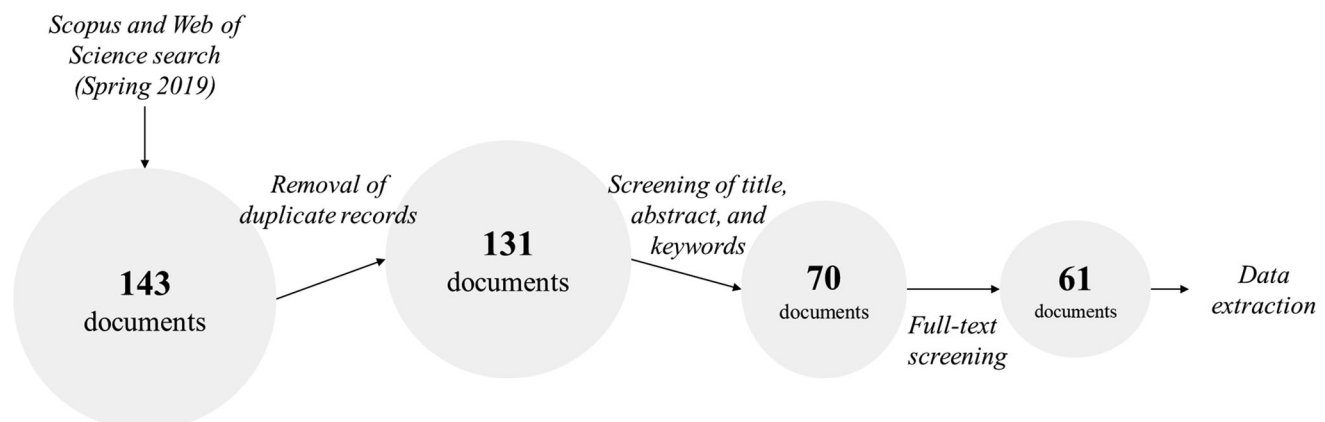 Scopus and Web of
Science search
(Spring 2019)
143
documents
Removal of
duplicate records
131
documents
Screening of title,
abstract, and
keywords
70
documents
Full-text
screening
61
documents
Data
extraction